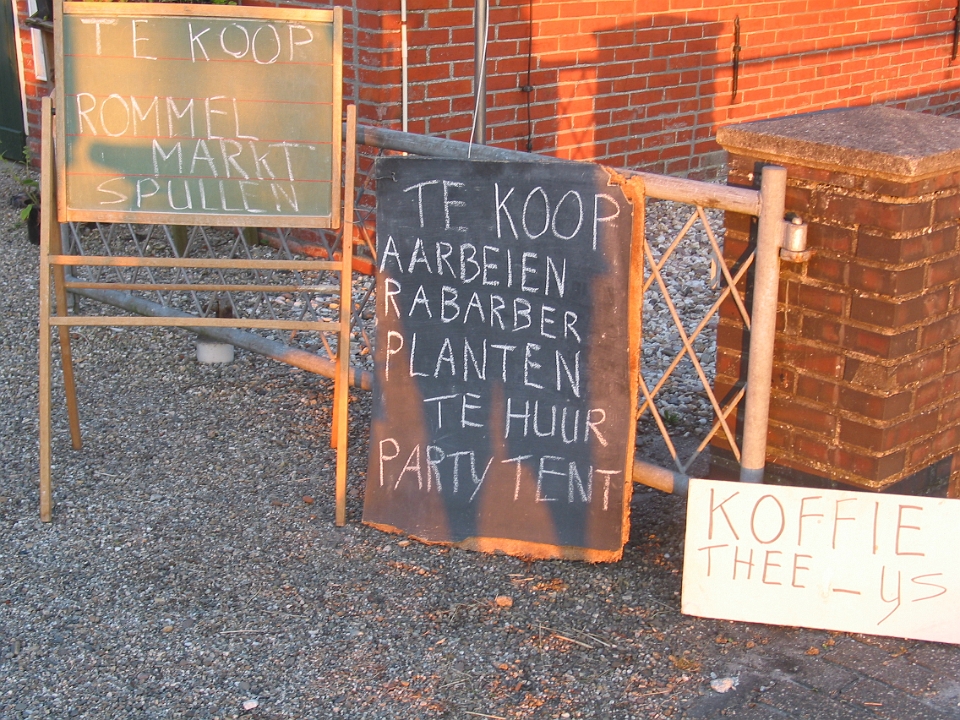 TE KOOP
ROMMEL
MARKT
SPULLEN
TE KOOP
AARBEIEN
RABARBER
PLANTEN
TE HUUR
PARTY TENT
KOFFIE
THEE - YS